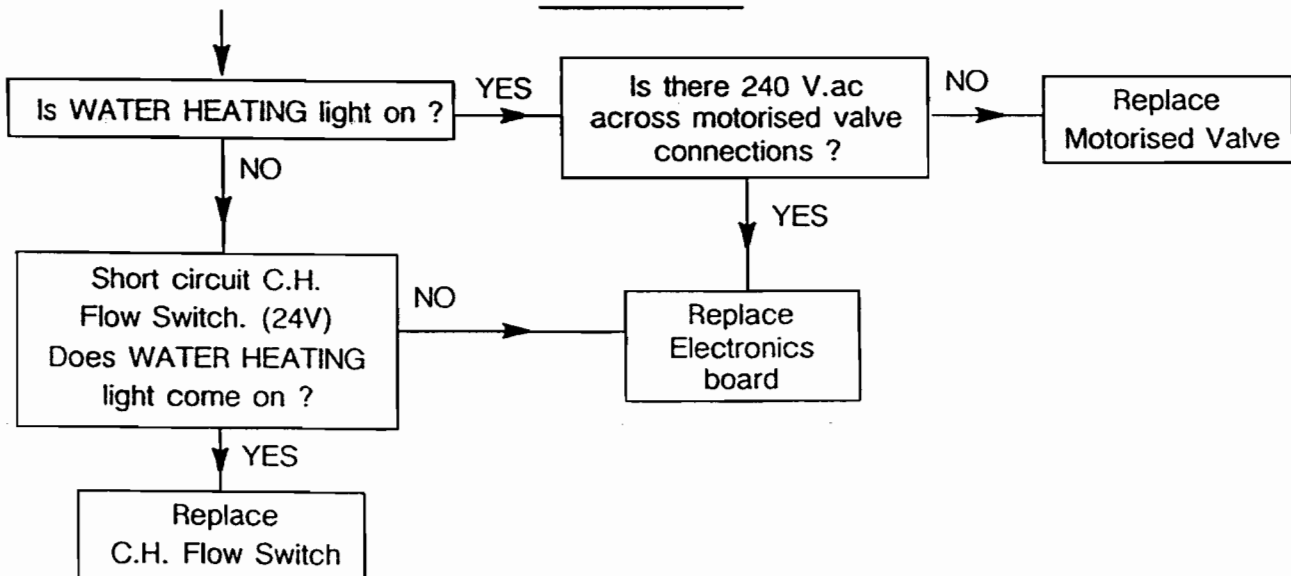 Is WATER HEATING light on ?
YES
Is there 240 V.ac
across motorised valve
connections ?
NO
Replace
Motorised Valve
NO
YES
Short circuit C.H.
Flow Switch. (24V)
Does WATER HEATING
light come on ?
NO
Replace
Electronics
board
YES
Replace
C.H. Flow Switch